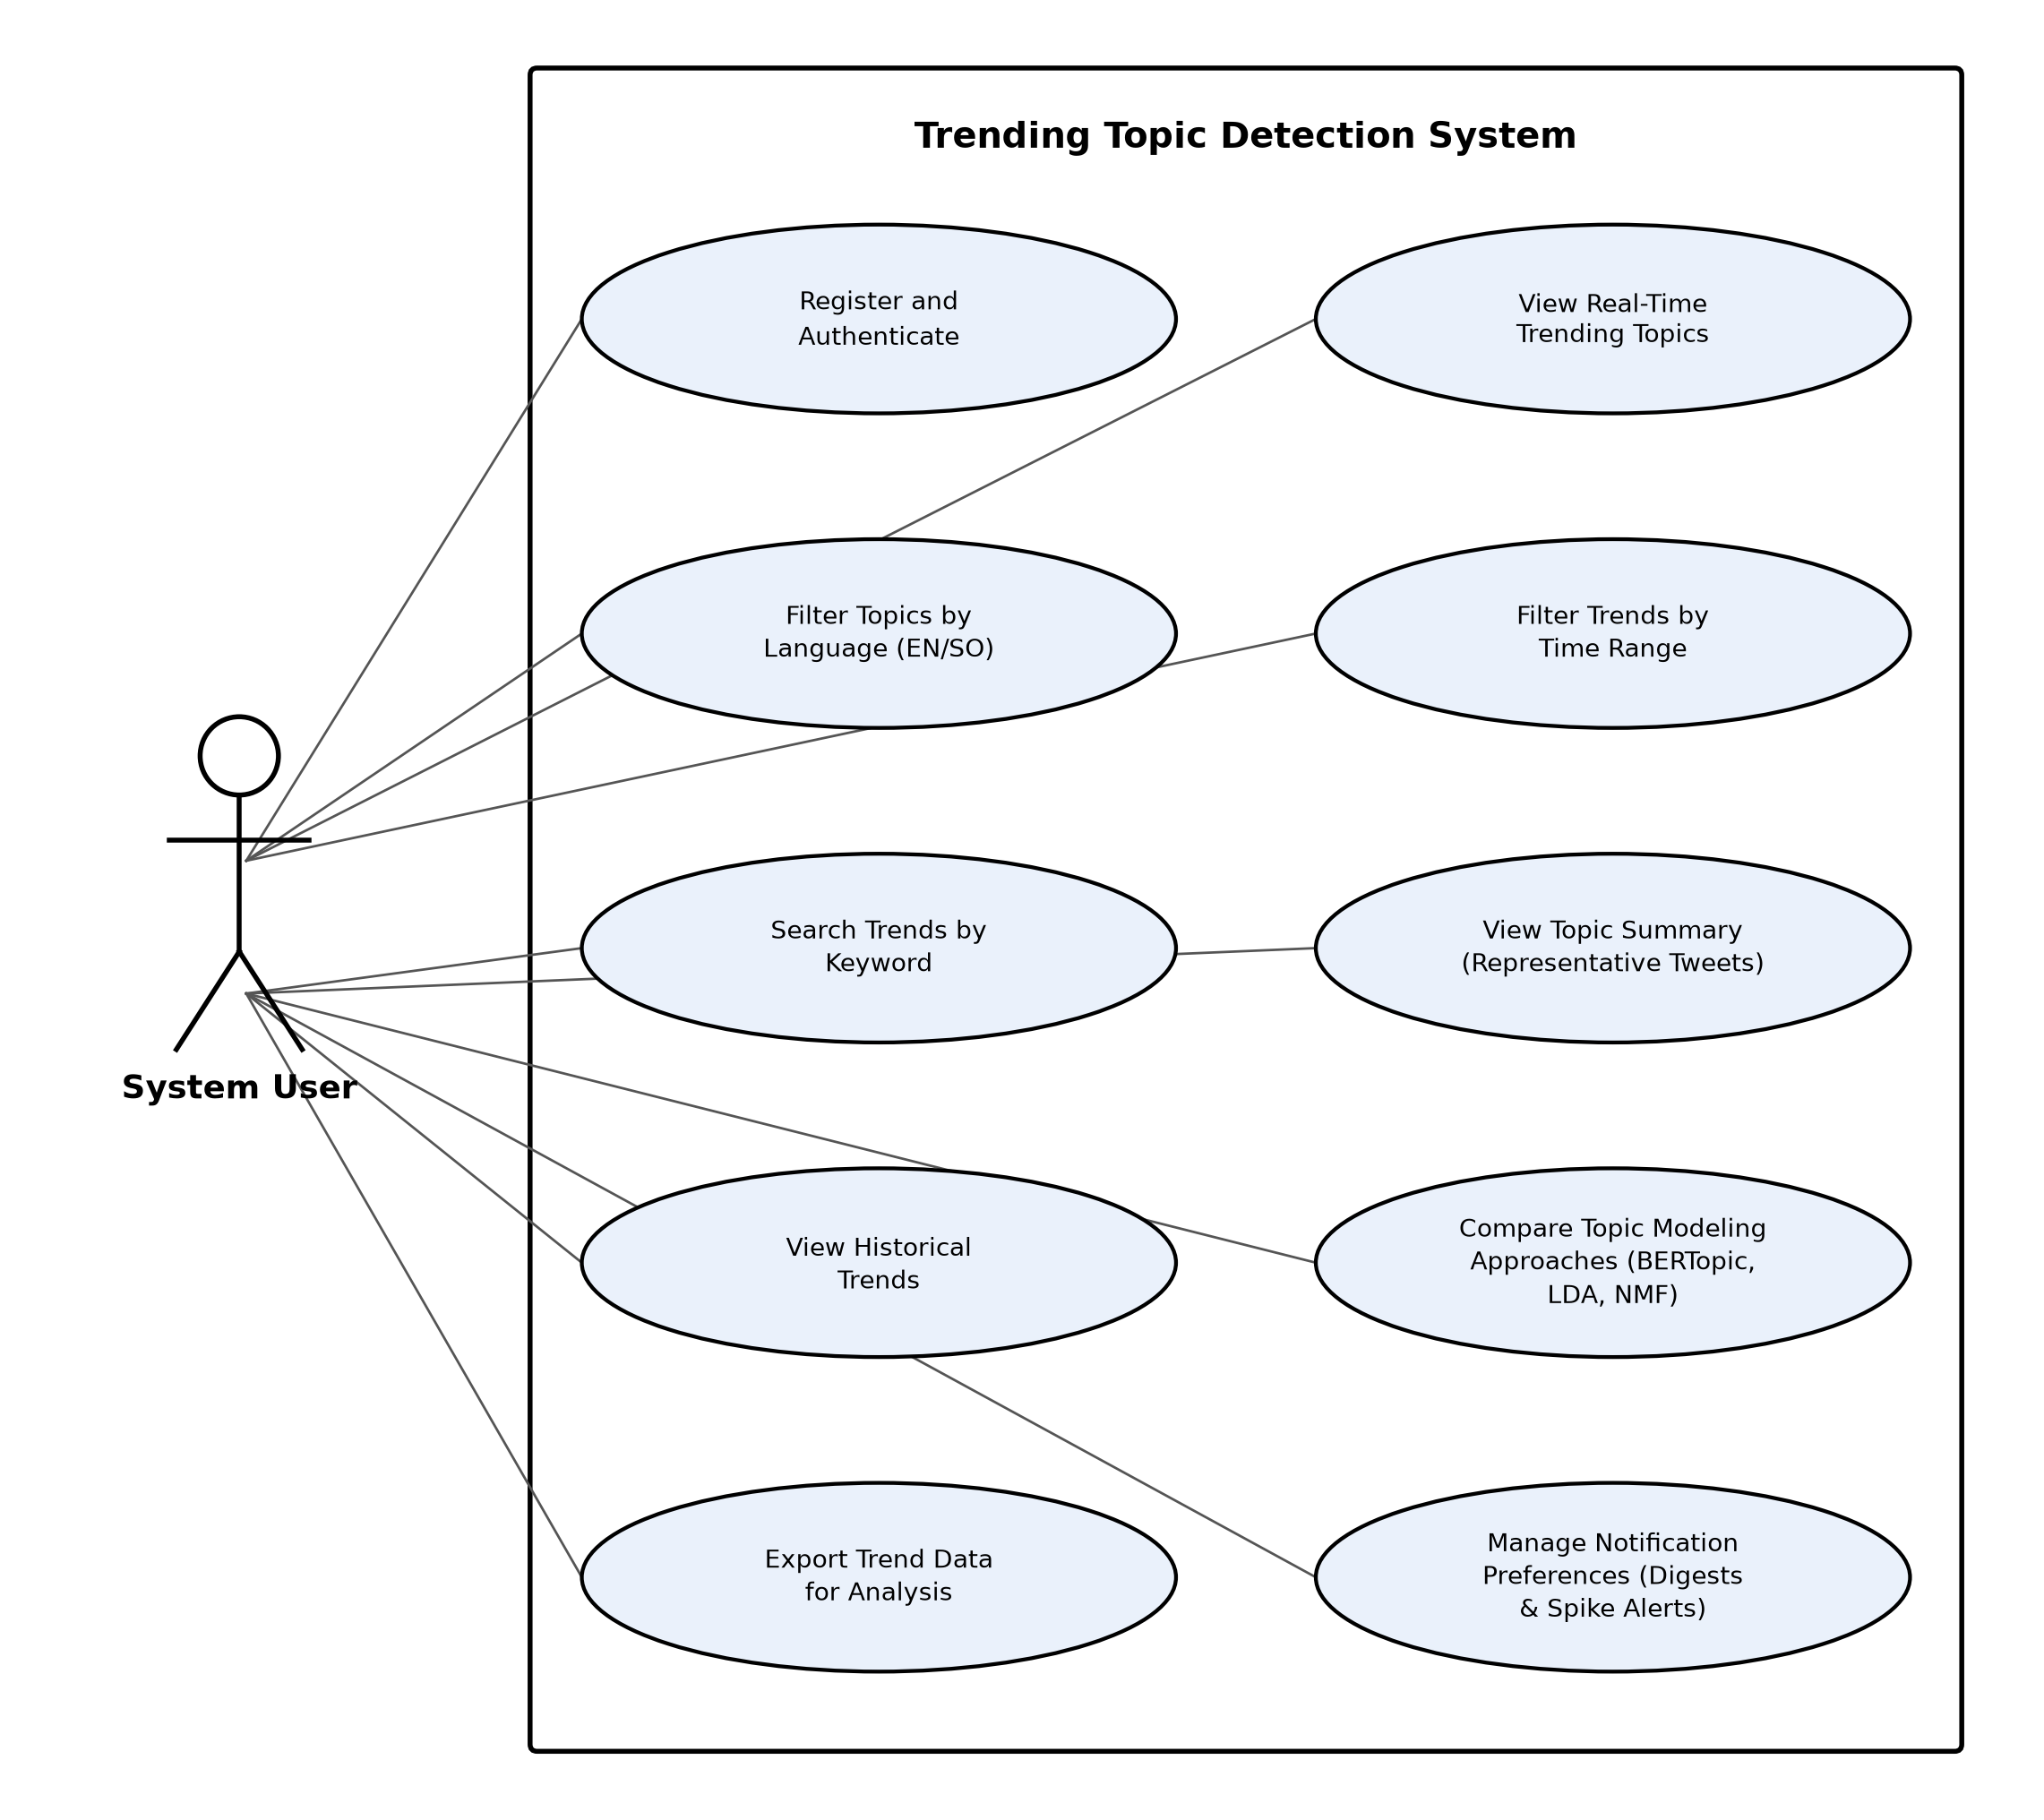 Trending Topic Detection System
Register and
Authenticate
View Real-Time
Trending Topics
Filter Topics by
Language (EN/SO)
Filter Trends by
Time Range
Search Trends by
Keyword
View Topic Summary
(Representative Tweets)
System User
View Historical
Trends
Compare Topic Modeling
Approaches (BERTopic,
LDA, NMF)
Export Trend Data
for Analysis
Manage Notification
Preferences (Digests
& Spike Alerts)